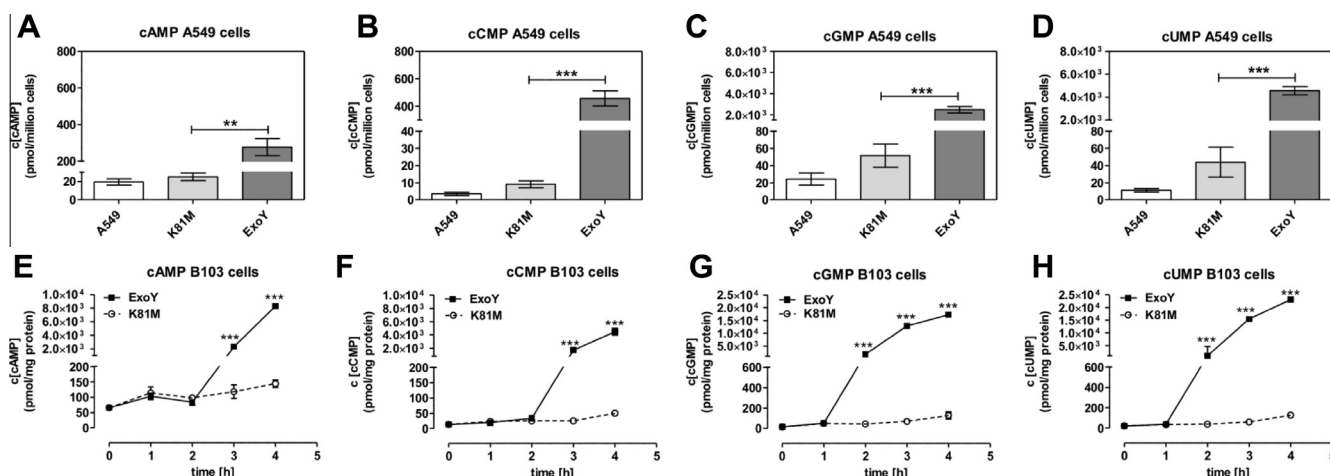 A
cAMP A549 cells
c[cAMP]
(pmol/million cells)
800
600
400
200
20
0
**
A549
K81M
ExoY
B
cCMP A549 cells
c[cCMP]
(pmol/million cells)
800
600
400
200
40
30
20
10
0
***
A549
K81M
ExoY
C
cGMP A549 cells
c[cGMP]
(pmol/million cells)
8.0×10³
6.0×10³
4.0×10³
2.0×10³
80
60
40
20
0
***
A549
K81M
ExoY
D
cUMP A549 cells
c[cUMP]
(pmol/million cells)
8.0×10³
6.0×10³
4.0×10³
2.0×10³
80
60
40
20
0
***
A549
K81M
ExoY
E
cAMP B103 cells
c[cAMP]
(pmol/mg protein)
1.0×10⁴
8.0×10³
6.0×10³
4.0×10³
2.0×10³
200
150
100
50
0
ExoY
K81M
***
***
0 1 2 3 4 5
time [h]
F
cCMP B103 cells
c[cCMP]
(pmol/mg protein)
1.0×10⁴
8.0×10³
6.0×10³
4.0×10³
2.0×10³
200
150
100
50
0
ExoY
K81M
***
***
0 1 2 3 4 5
time [h]
G
cGMP B103 cells
c[cGMP]
(pmol/mg protein)
2.5×10⁴
2.0×10⁴
1.5×10⁴
1.0×10⁴
5.0×10³
600
400
200
0
ExoY
K81M
***
***
***
0 1 2 3 4 5
time [h]
H
cUMP B103 cells
c [cUMP]
(pmol/mg protein)
2.5×10⁴
2.0×10⁴
1.5×10⁴
1.0×10⁴
5.0×10³
600
400
200
0
ExoY
K81M
***
***
***
0 1 2 3 4 5
time [h]